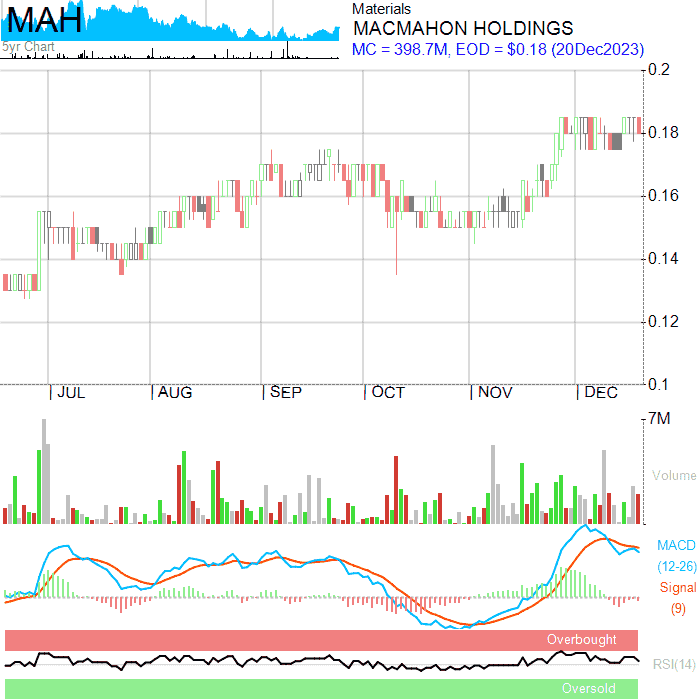 MAH
5yr Chart
Materials
MACMAHON HOLDINGS
MC = 398.7M, EOD = $0.18 (20Dec2023)
0.2
0.18
0.16
0.14
0.12
0.1
JUL AUG SEP OCT NOV DEC
7M
Volume
MACD
(12-26)
Signal
(9)
Overbought
RSI(14)
Oversold